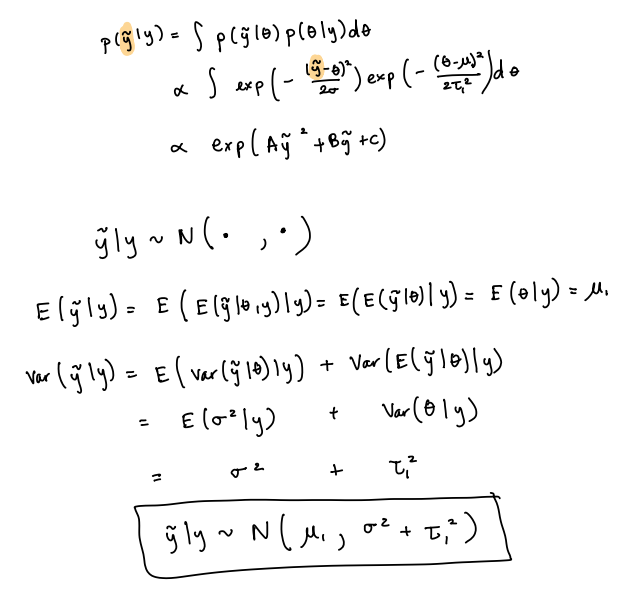 p(ỹ|y) = ∫ p(ỹ|θ) p(θ|y) dθ
∝ ∫ exp(- (ỹ-θ)²/2σ) exp(- (θ-μ)²/2τ₁²) dθ
∝ exp(Aỹ² + Bỹ + C)
ỹ|y ~ N(· , ·)
E(ỹ|y) = E(E(ỹ|θ,y)|y) = E(E(ỹ|θ)|y) = E(θ|y) = μ₁
Var(ỹ|y) = E(Var(ỹ|θ)|y) + Var(E(ỹ|θ)|y)
= E(σ²|y) + Var(θ|y)
= σ² + τ₁²
ỹ|y ~ N(μ₁, σ² + τ₁²)